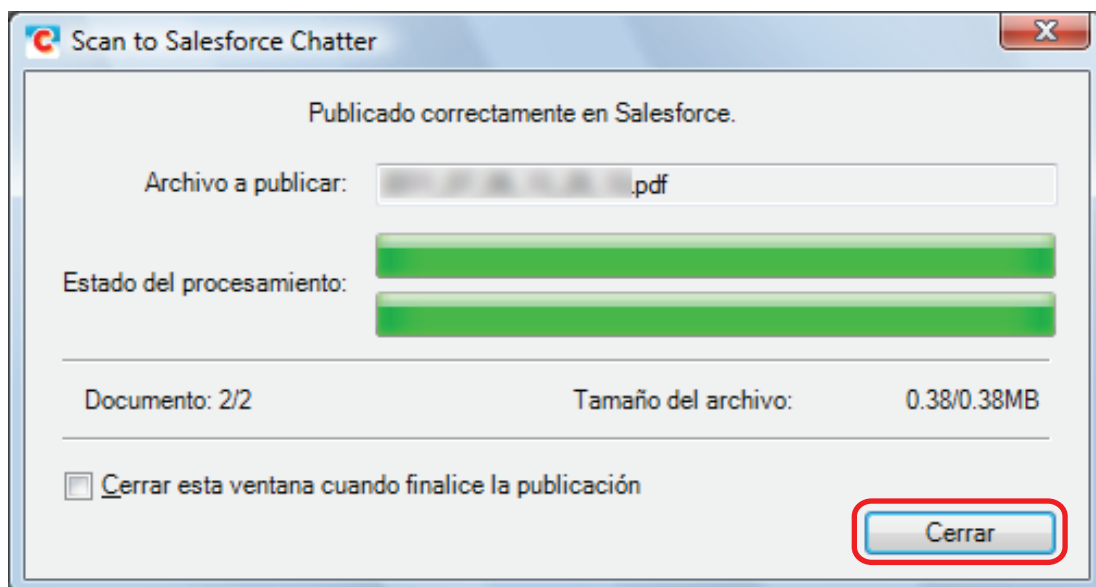 Scan to Salesforce Chatter
Publicado correctamente en Salesforce.
Archivo a publicar: .pdf
Estado del procesamiento:
Documento: 2/2 Tamaño del archivo: 0.38/0.38MB
Cerrar esta ventana cuando finalice la publicación
Cerrar